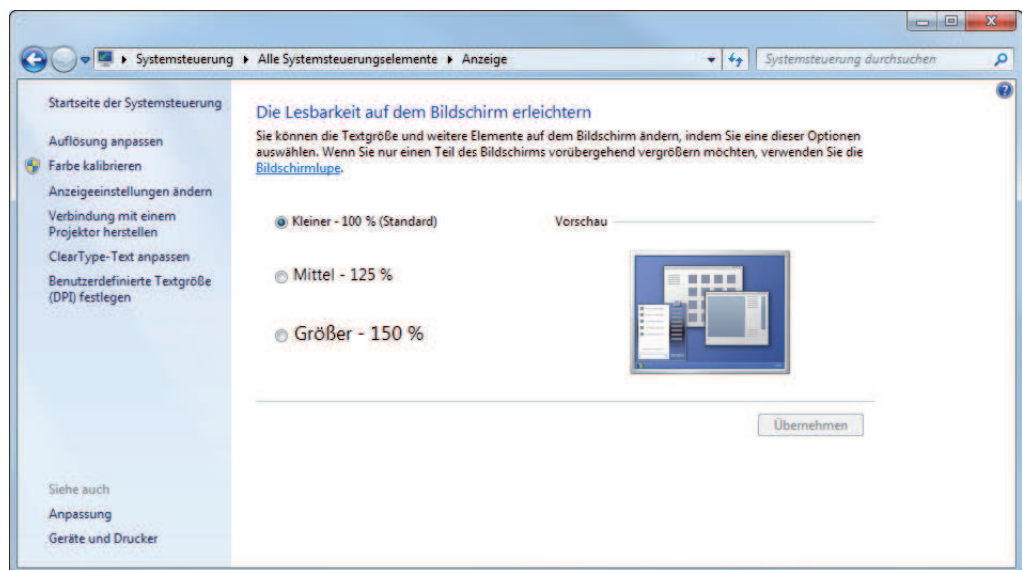 Systemsteuerung Alle Systemsteuerungselemente Anzeige
Systemsteuerung durchsuchen
Startseite der Systemsteuerung
Auflösung anpassen
Farbe kalibrieren
Anzeigeeinstellungen ändern
Verbindung mit einem
Projektor herstellen
ClearType-Text anpassen
Benutzerdefinierte Textgröße
(DPI) festlegen
Siehe auch
Anpassung
Geräte und Drucker
Die Lesbarkeit auf dem Bildschirm erleichtern
Sie können die Textgröße und weitere Elemente auf dem Bildschirm ändern, indem Sie eine dieser Optionen
auswählen. Wenn Sie nur einen Teil des Bildschirms vorübergehend vergrößern möchten, verwenden Sie die
Bildschirmlupe.
Kleiner - 100 % (Standard)
Vorschau
Mittel - 125 %
Größer - 150 %
Übernehmen